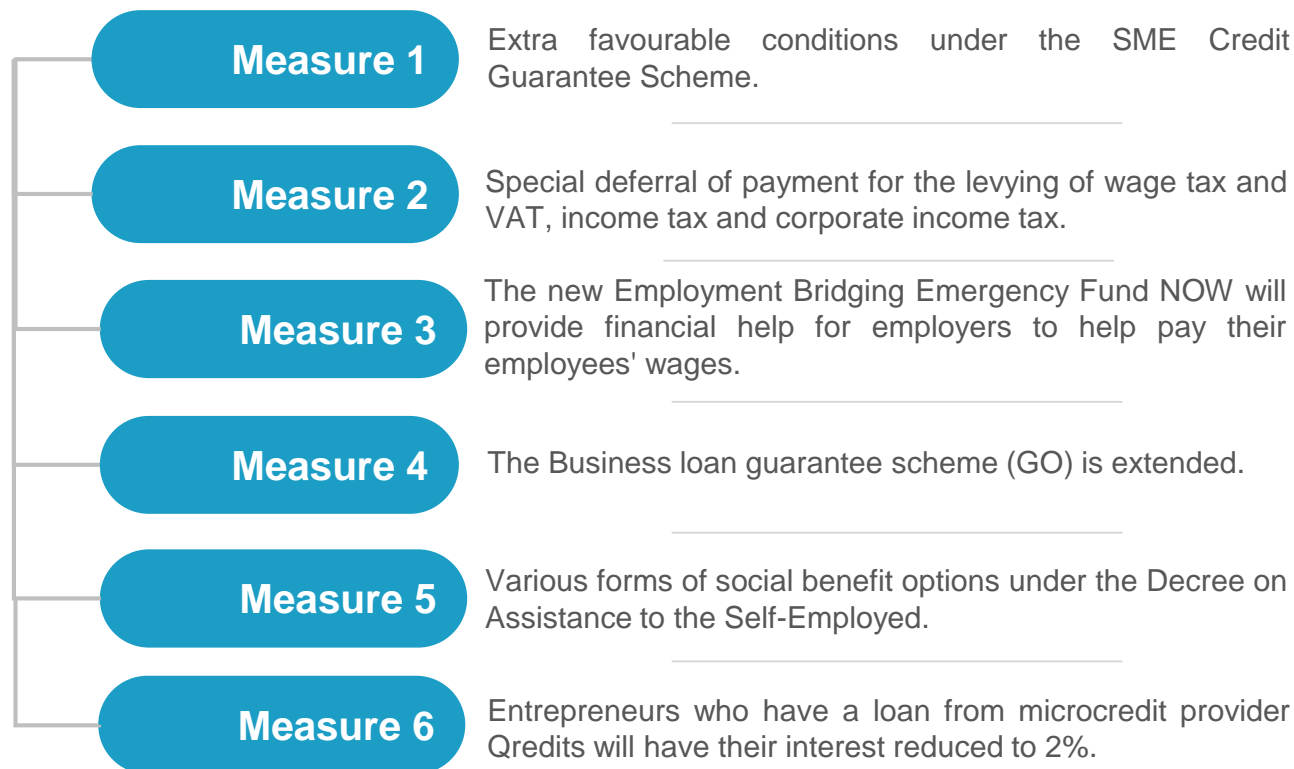 Measure 1
Extra favourable conditions under the SME Credit
Guarantee Scheme.
Measure 2
Special deferral of payment for the levying of wage tax and
VAT, income tax and corporate income tax.
Measure 3
The new Employment Bridging Emergency Fund NOW will
provide financial help for employers to help pay their
employees' wages.
Measure 4
The Business loan guarantee scheme (GO) is extended.
Measure 5
Various forms of social benefit options under the Decree on
Assistance to the Self-Employed.
Measure 6
Entrepreneurs who have a loan from microcredit provider
Qredits will have their interest reduced to 2%.